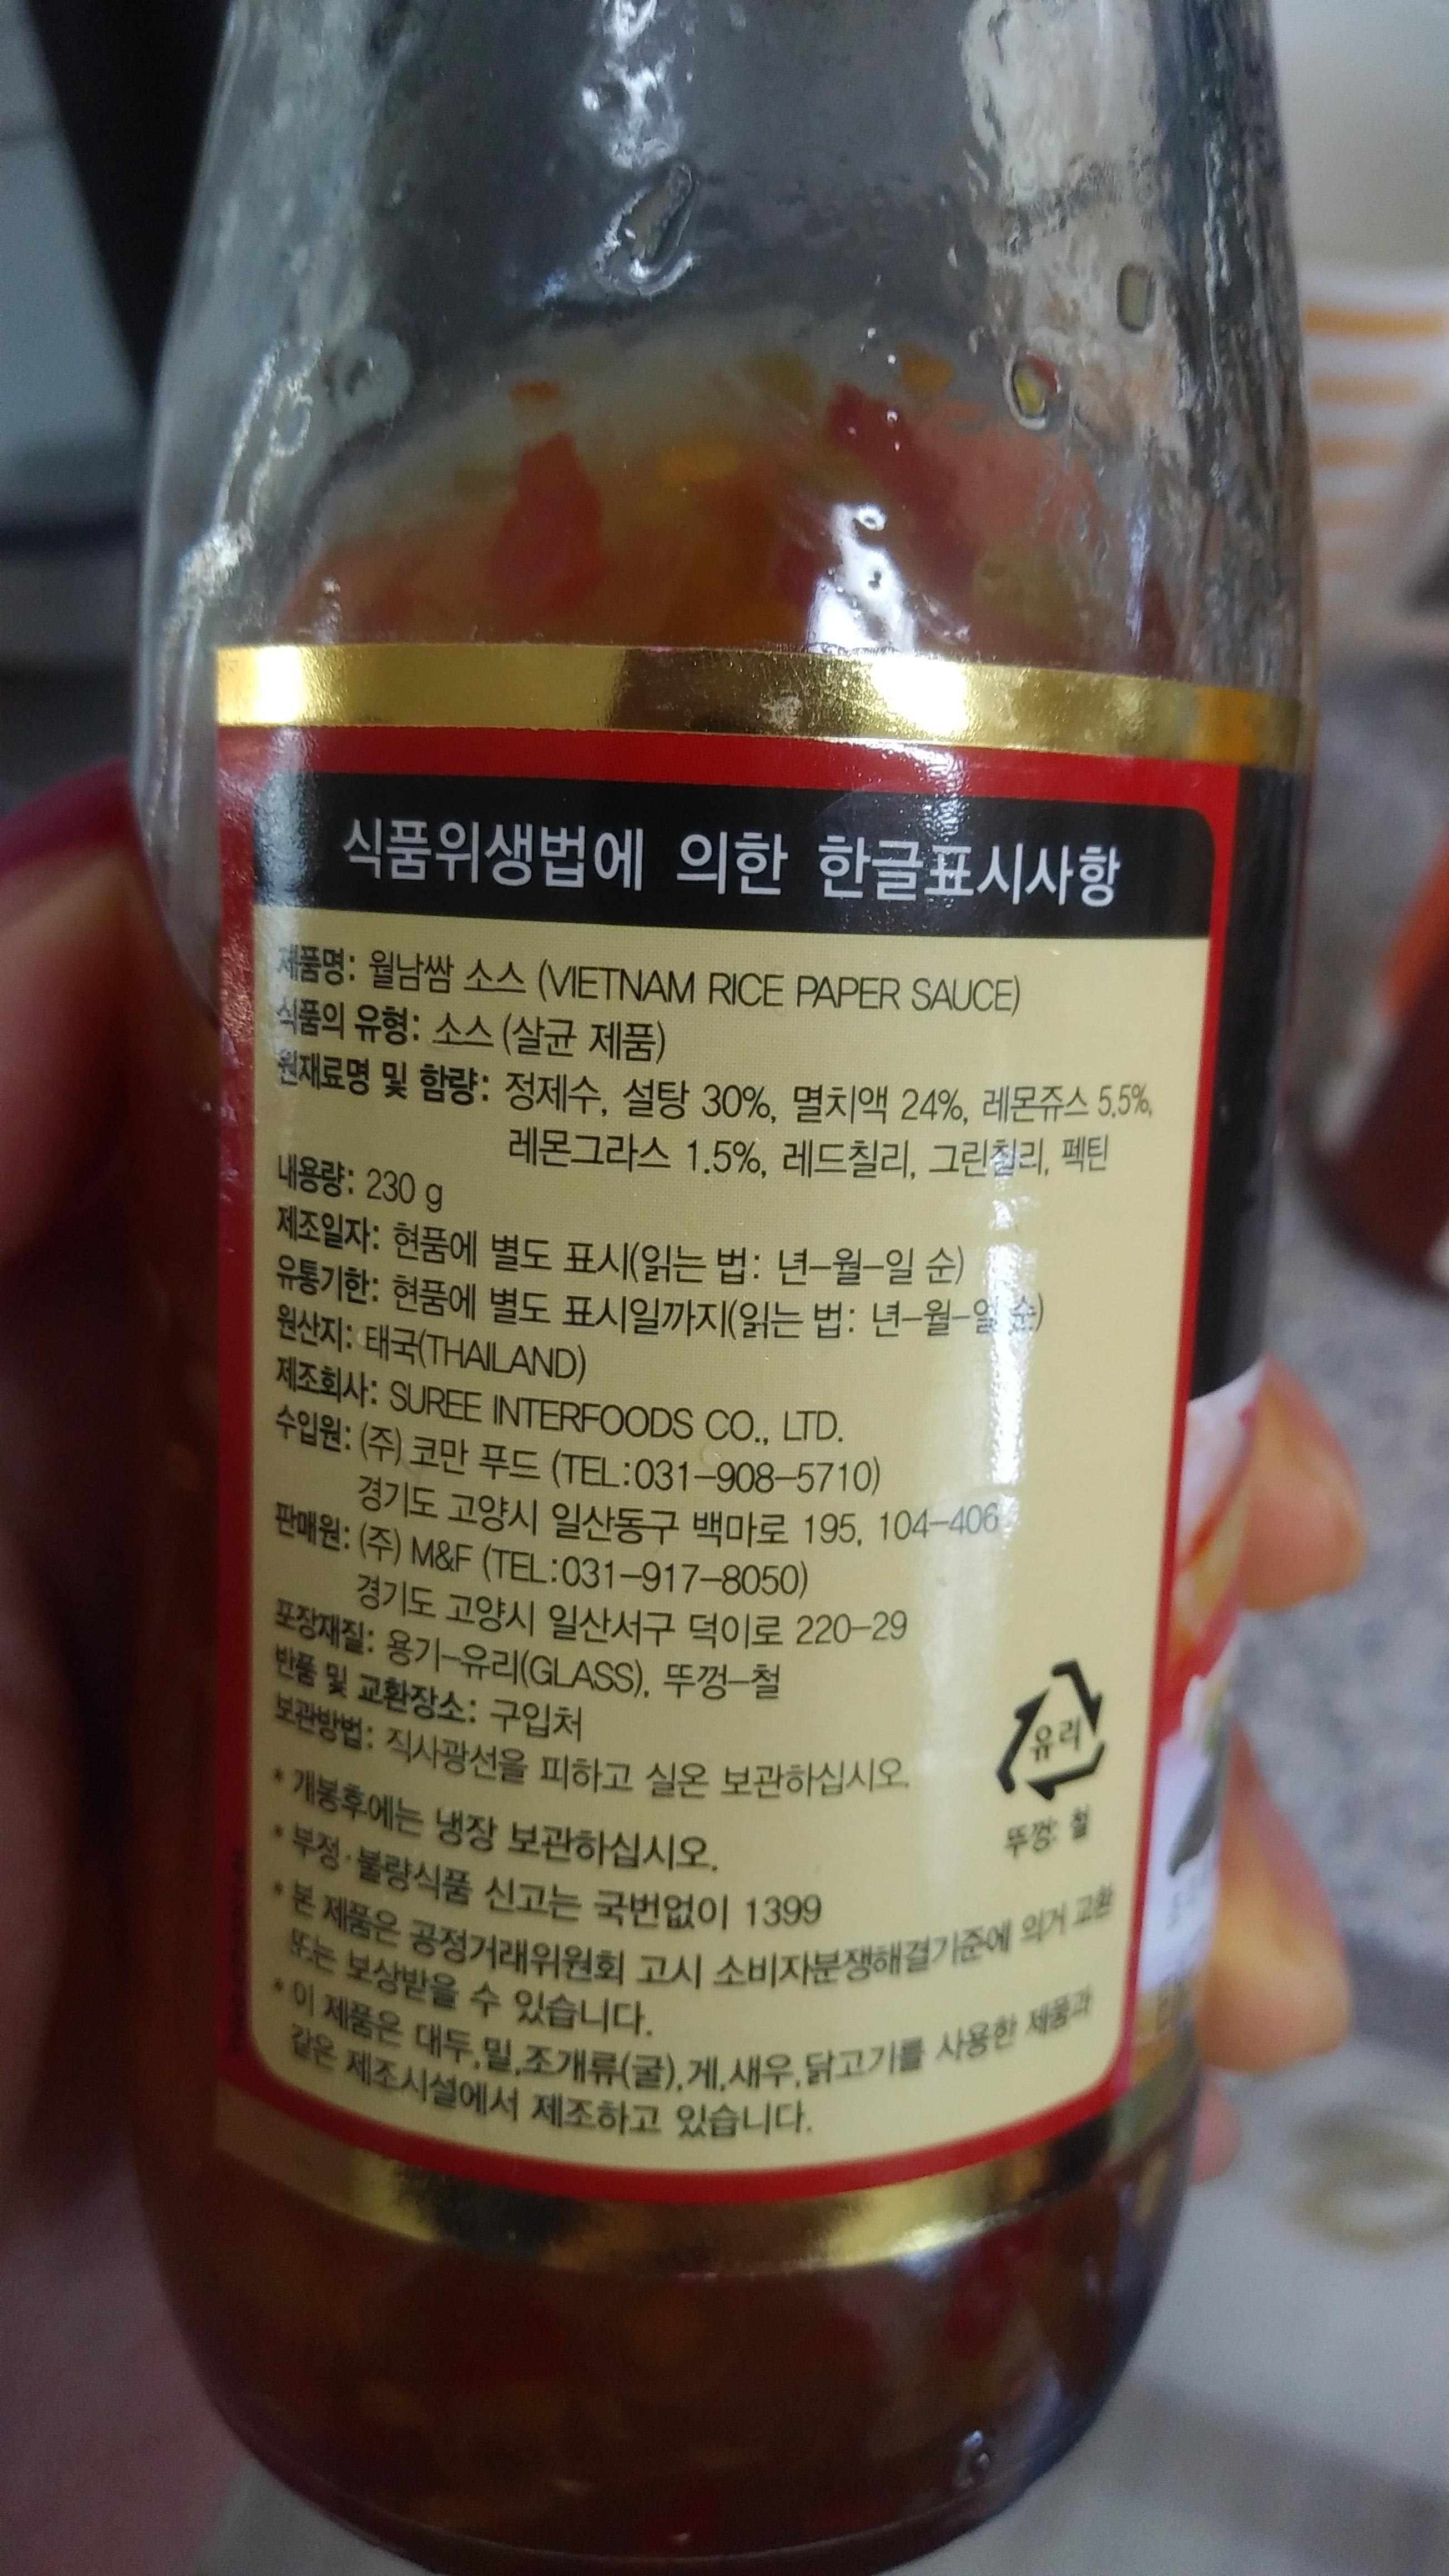 식품위생법에 의한 한글표시사항
제품명: 월남쌈 소스 (VIETNAM RICE PAPER SAUCE)
식품의 유형: 소스 (살균 제품)
원재료명 및 함량: 정제수, 설탕 30%, 멸치액 24%, 레몬쥬스 5.5%,
레몬그라스 1.5%, 레드칠리, 그린칠리, 펙틴
내용량: 230 g
제조일자: 현품에 별도 표시(읽는 법: 년-월-일 순)
유통기한: 현품에 별도 표시일까지(읽는 법: 년-월-일 순)
원산지: 태국(THAILAND)
제조회사: SUREE INTERFOODS CO., LTD.
수입원: (주) 코만 푸드 (TEL:031-908-5710)
경기도 고양시 일산동구 백마로 195, 104-406
판매원: (주) M&F (TEL:031-917-8050)
경기도 고양시 일산서구 덕이로 220-29
포장재질: 용기-유리(GLASS), 뚜껑-철
반품 및 교환장소: 구입처
보관방법: 직사광선을 피하고 실온 보관하십시오.
* 개봉후에는 냉장 보관하십시오.
* 부정·불량식품 신고는 국번없이 1399
* 본 제품은 공정거래위원회 고시 소비자분쟁해결기준에 의거 교환
또는 보상받을 수 있습니다.
* 이 제품은 대두,밀,조개류(굴),게,새우,닭고기를 사용한 제품과
같은 제조시설에서 제조하고 있습니다.
유리
뚜껑: 철